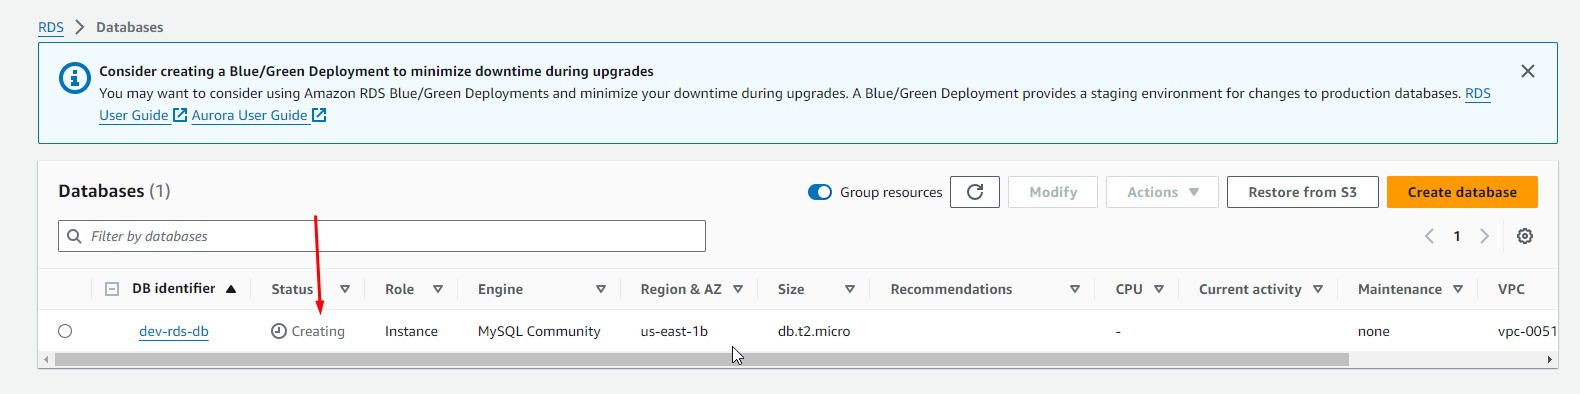 RDS > Databases
Consider creating a Blue/Green Deployment to minimize downtime during upgrades
You may want to consider using Amazon RDS Blue/Green Deployments and minimize your downtime during upgrades. A Blue/Green Deployment provides a staging environment for changes to production databases. RDS
User Guide Aurora User Guide
Databases (1)
Group resources
Modify
Actions
Restore from S3
Create database
Filter by databases
1
DB identifier Status Role Engine Region & AZ Size Recommendations CPU Current activity Maintenance VPC
dev-rds-db Creating Instance MySQL Community us-east-1b db.t2.micro - none vpc-0051